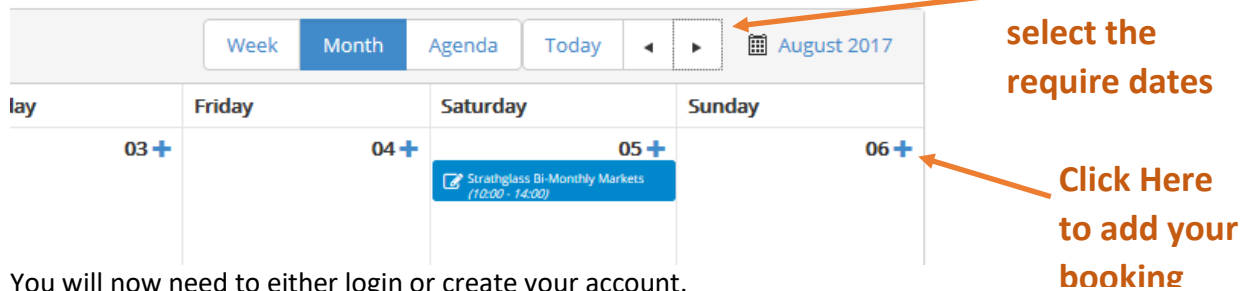 Week Month Agenda Today August 2017
select the
require dates
lay Friday Saturday Sunday
03 + 04 + 05 + 06 +
Strathglass Bi-Monthly Markets
(10:00 - 14:00)
Click Here
to add your
booking
You will now need to either login or create your account.